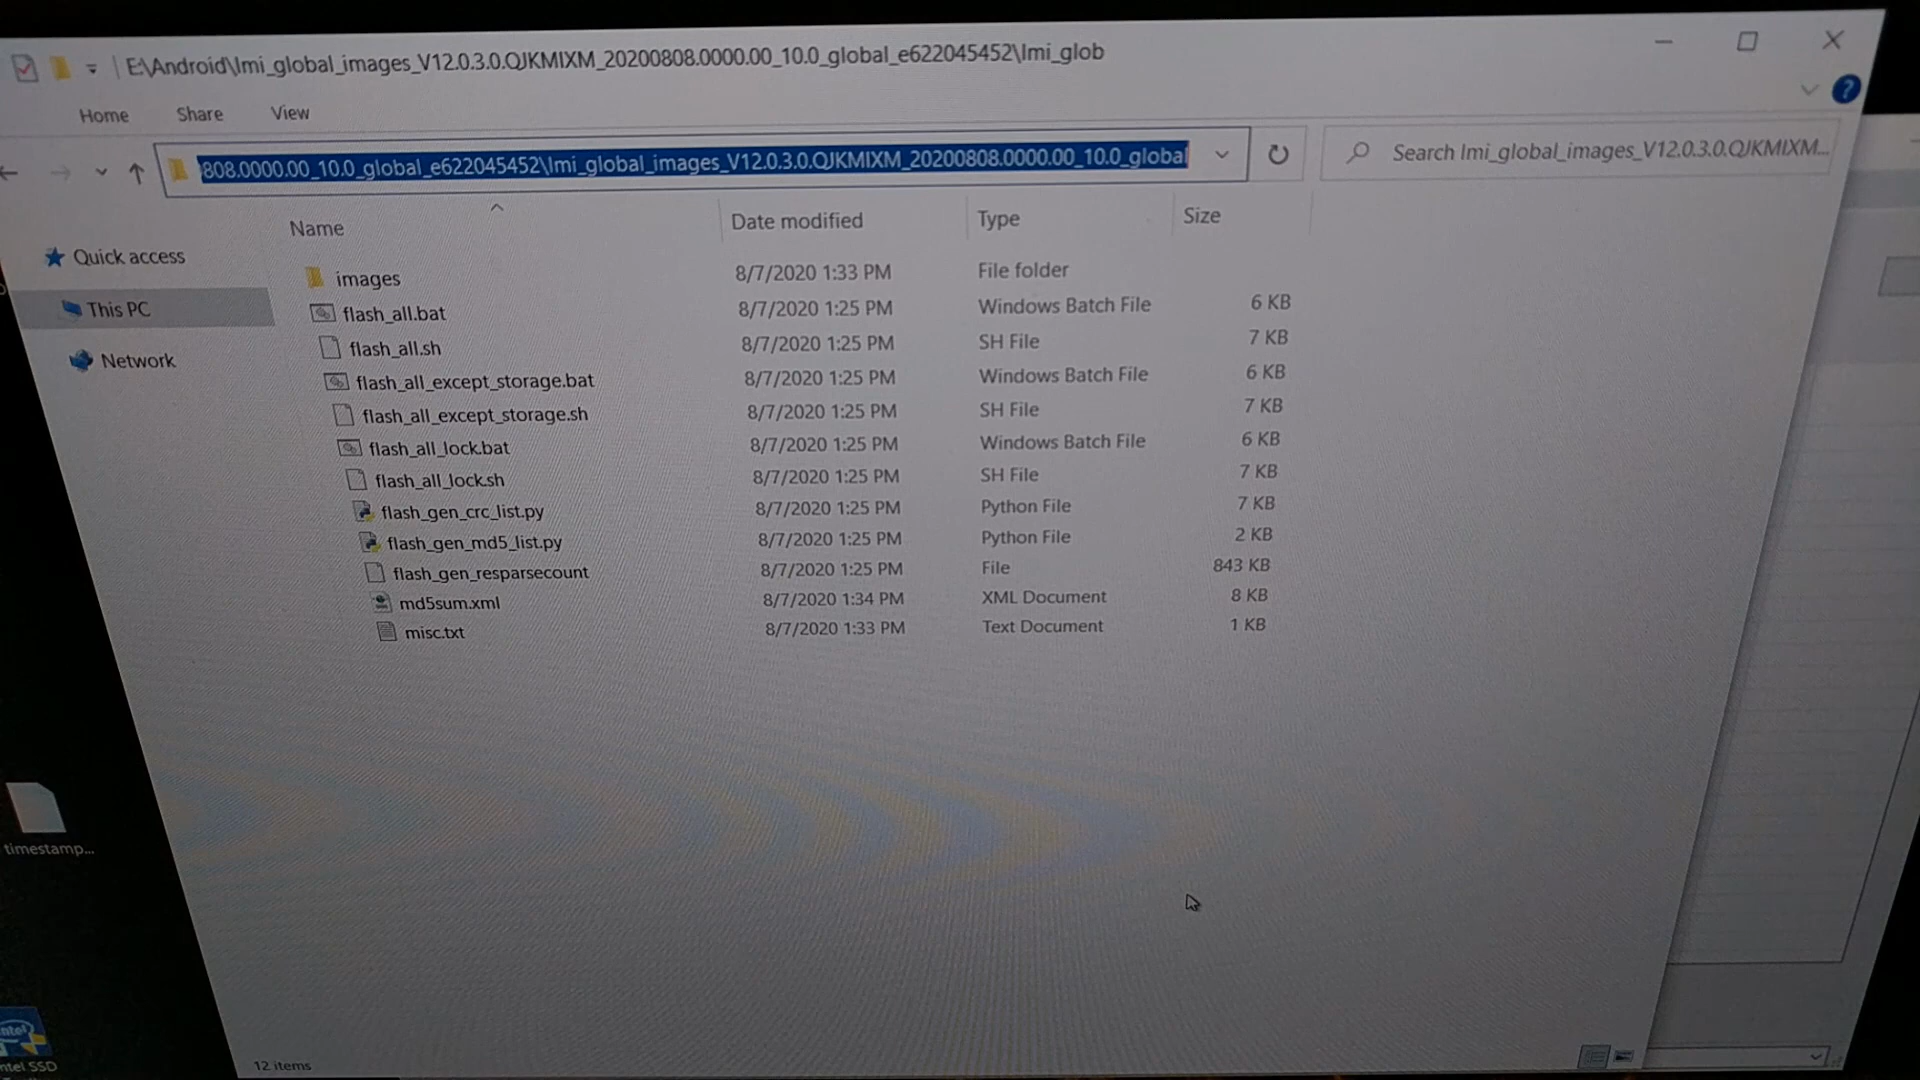 E:\Android\lmi_global_images_V12.0.3.0.QJKMIXM_20200808.0000.00_10.0_global_e622045452\lmi_glob
Home Share View
808.0000.00_10.0_global_e622045452\lmi_global_images_V12.0.3.0.QJKMIXM_20200808.0000.00_10.0_global
Search lmi_global_images_V12.0.3.0.QJKMIXM...
Name Date modified Type Size
Quick access
This PC
Network
images 8/7/2020 1:33 PM File folder
flash_all.bat 8/7/2020 1:25 PM Windows Batch File 6 KB
flash_all.sh 8/7/2020 1:25 PM SH File 7 KB
flash_all_except_storage.bat 8/7/2020 1:25 PM Windows Batch File 6 KB
flash_all_except_storage.sh 8/7/2020 1:25 PM SH File 7 KB
flash_all_lock.bat 8/7/2020 1:25 PM Windows Batch File 6 KB
flash_all_lock.sh 8/7/2020 1:25 PM SH File 7 KB
flash_gen_crc_list.py 8/7/2020 1:25 PM Python File 7 KB
flash_gen_md5_list.py 8/7/2020 1:25 PM Python File 2 KB
flash_gen_resparsecount 8/7/2020 1:25 PM File 843 KB
md5sum.xml 8/7/2020 1:34 PM XML Document 8 KB
misc.txt 8/7/2020 1:33 PM Text Document 1 KB
timestamp...
intel
ntel SSD
12 items